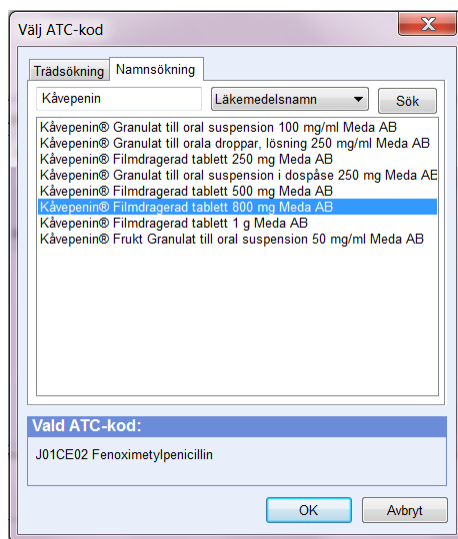 Välj ATC-kod
Trädsökning Namnsökning
Kåvepenin Läkemedelsnamn Sök
Kåvepenin® Granulat till oral suspension 100 mg/ml Meda AB
Kåvepenin® Granulat till orala droppar, lösning 250 mg/ml Meda AB
Kåvepenin® Filmdragerad tablett 250 mg Meda AB
Kåvepenin® Granulat till oral suspension i dospåse 250 mg Meda AE
Kåvepenin® Filmdragerad tablett 500 mg Meda AB
Kåvepenin® Filmdragerad tablett 800 mg Meda AB
Kåvepenin® Filmdragerad tablett 1 g Meda AB
Kåvepenin® Frukt Granulat till oral suspension 50 mg/ml Meda AB
Vald ATC-kod:
J01CE02 Fenoximetylpenicillin
OK Avbryt